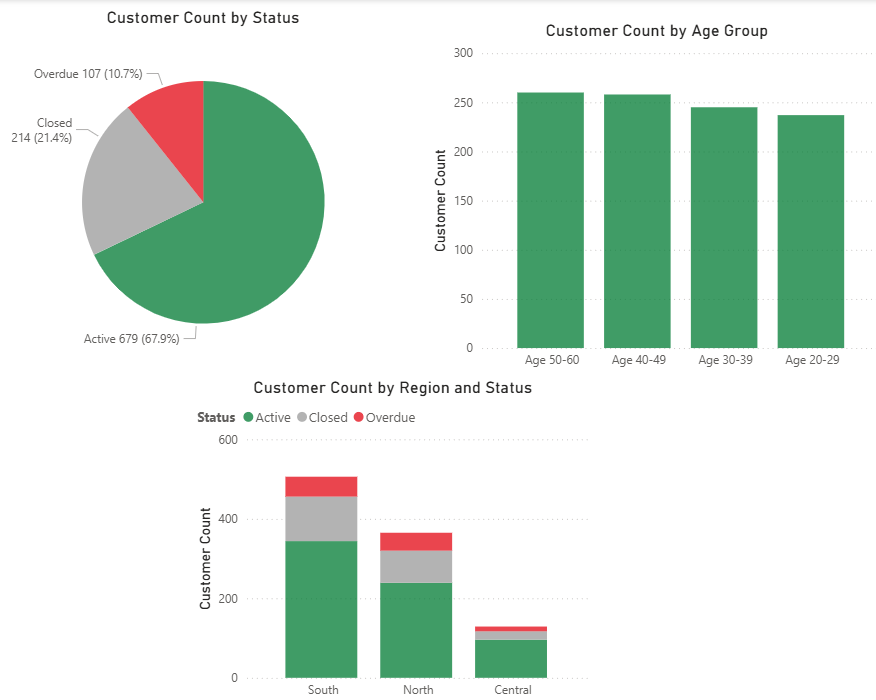 Customer Count by Status
Overdue 107 (10.7%)
Closed
214 (21.4%)
Active 679 (67.9%)
Customer Count by Age Group
Customer Count
300
250
200
150
100
50
0
Age 50-60
Age 40-49
Age 30-39
Age 20-29
Customer Count by Region and Status
Status Active Closed Overdue
Customer Count
600
400
200
0
South
North
Central